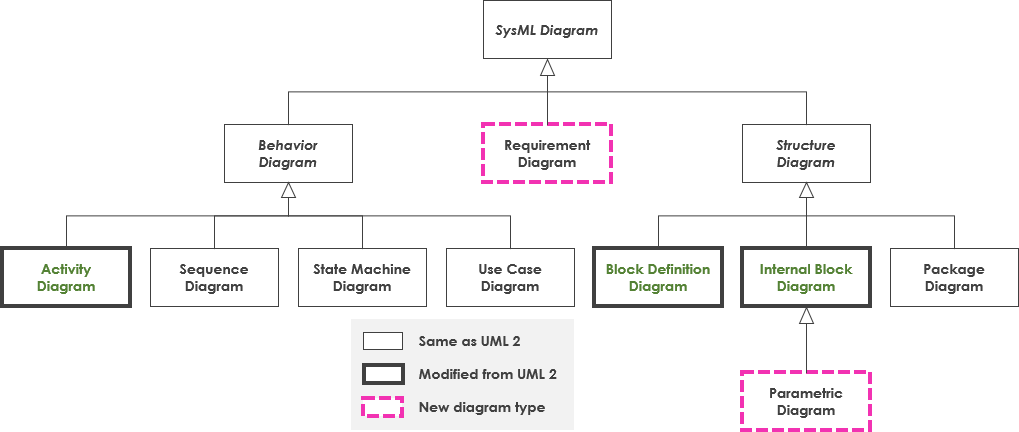 SysML Diagram
Behavior
Diagram
Requirement
Diagram
Structure
Diagram
Activity
Diagram
Sequence
Diagram
State Machine
Diagram
Use Case
Diagram
Block Definition
Diagram
Internal Block
Diagram
Package
Diagram
Same as UML 2
Modified from UML 2
New diagram type
Parametric
Diagram